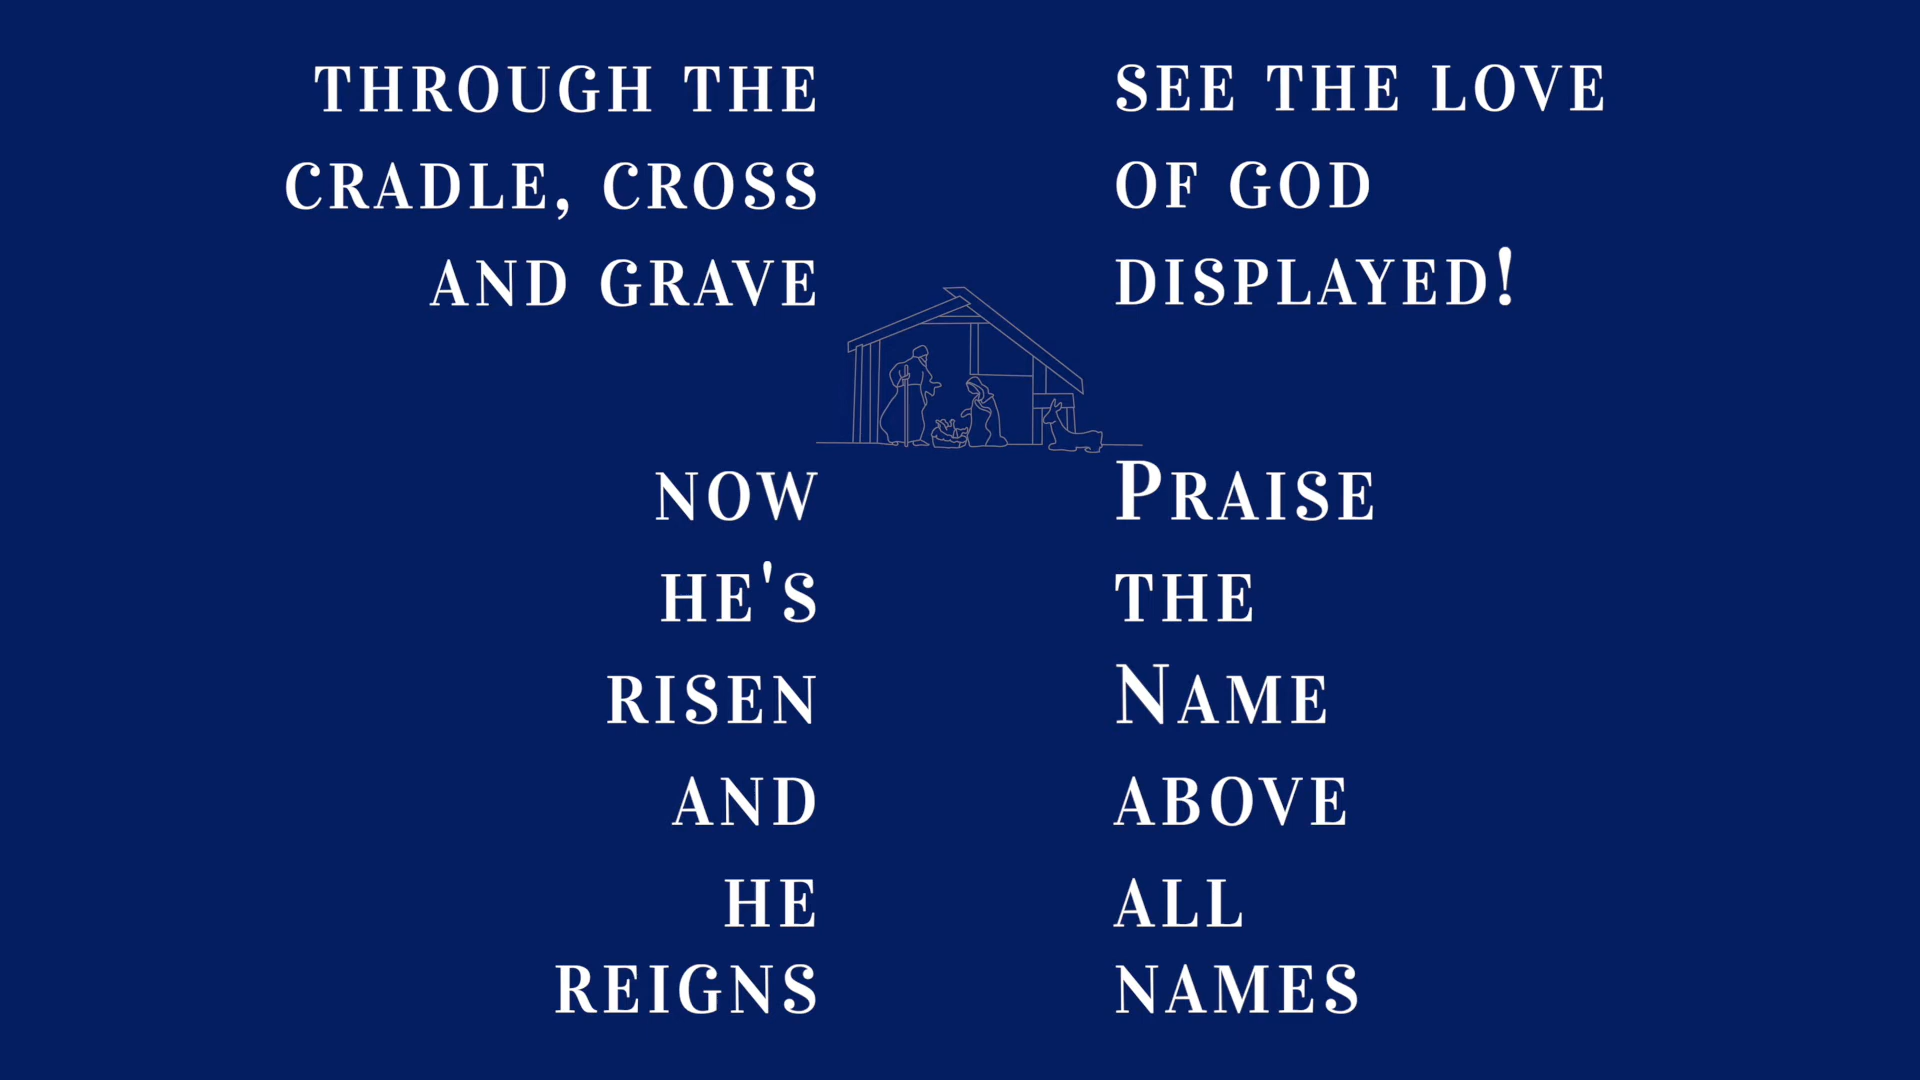 THROUGH THE
CRADLE, CROSS
AND GRAVE
SEE THE LOVE
OF GOD
DISPLAYED!
NOW
HE'S
RISEN
AND
HE
REIGNS
PRAISE
THE
NAME
ABOVE
ALL
NAMES